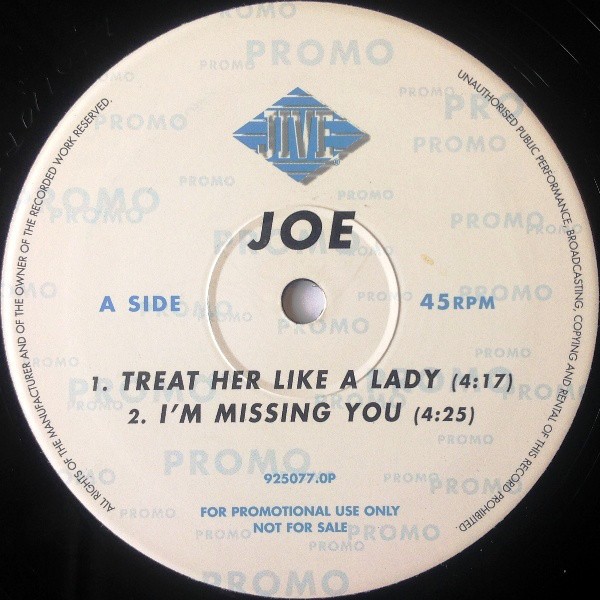 PROMO
JIVE
JOE
A SIDE
45RPM
1. TREAT HER LIKE A LADY (4:17)
2. I'M MISSING YOU (4:25)
925077.0P
FOR PROMOTIONAL USE ONLY
NOT FOR SALE
ALL RIGHTS OF THE MANUFACTURER AND OF THE OWNER OF THE RECORDED WORK RESERVED.
UNAUTHORISED PUBLIC PERFORMANCE, BROADCASTING, COPYING AND RENTAL OF THIS RECORD PROHIBITED.